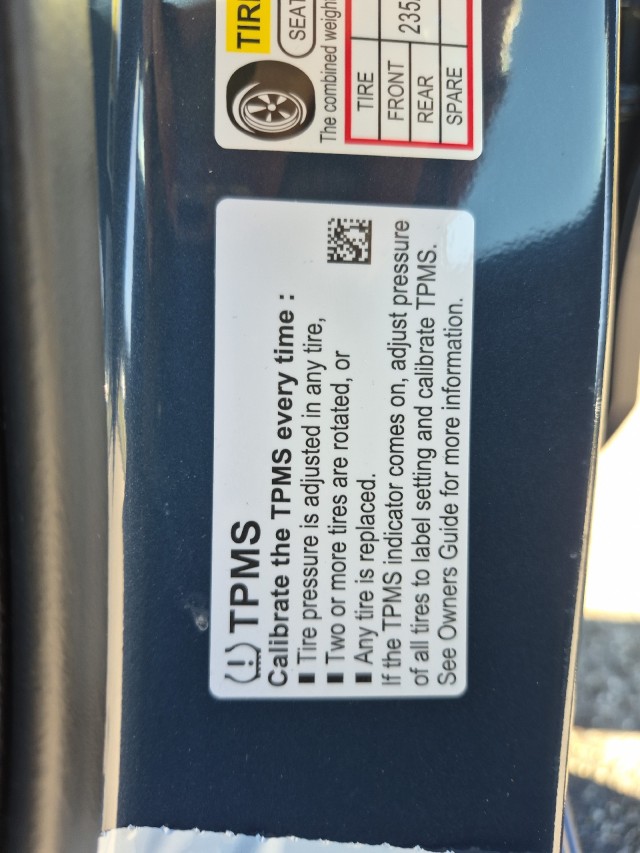 TPMS
Calibrate the TPMS every time :
■ Tire pressure is adjusted in any tire,
■ Two or more tires are rotated, or
■ Any tire is replaced.
If the TPMS indicator comes on, adjust pressure
of all tires to label setting and calibrate TPMS.
See Owners Guide for more information.
SEAT
The combined weigh
TIRE
FRONT 235
REAR
SPARE